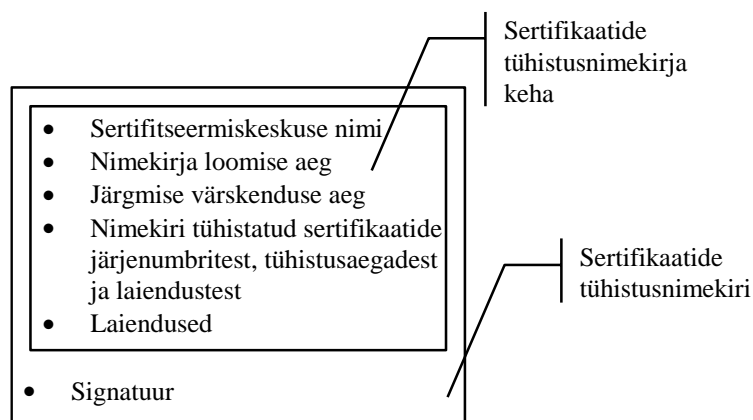 Sertifikaatide
tühistusnimekirja
keha
• Sertifitseermiskeskuse nimi
• Nimekirja loomise aeg
• Järgmise värskenduse aeg
• Nimekiri tühistatud sertifikaatide
järjenumbritest, tühistusaegadest
ja laiendustest
• Laiendused
Sertifikaatide
tühistusnimekiri
• Signatuur